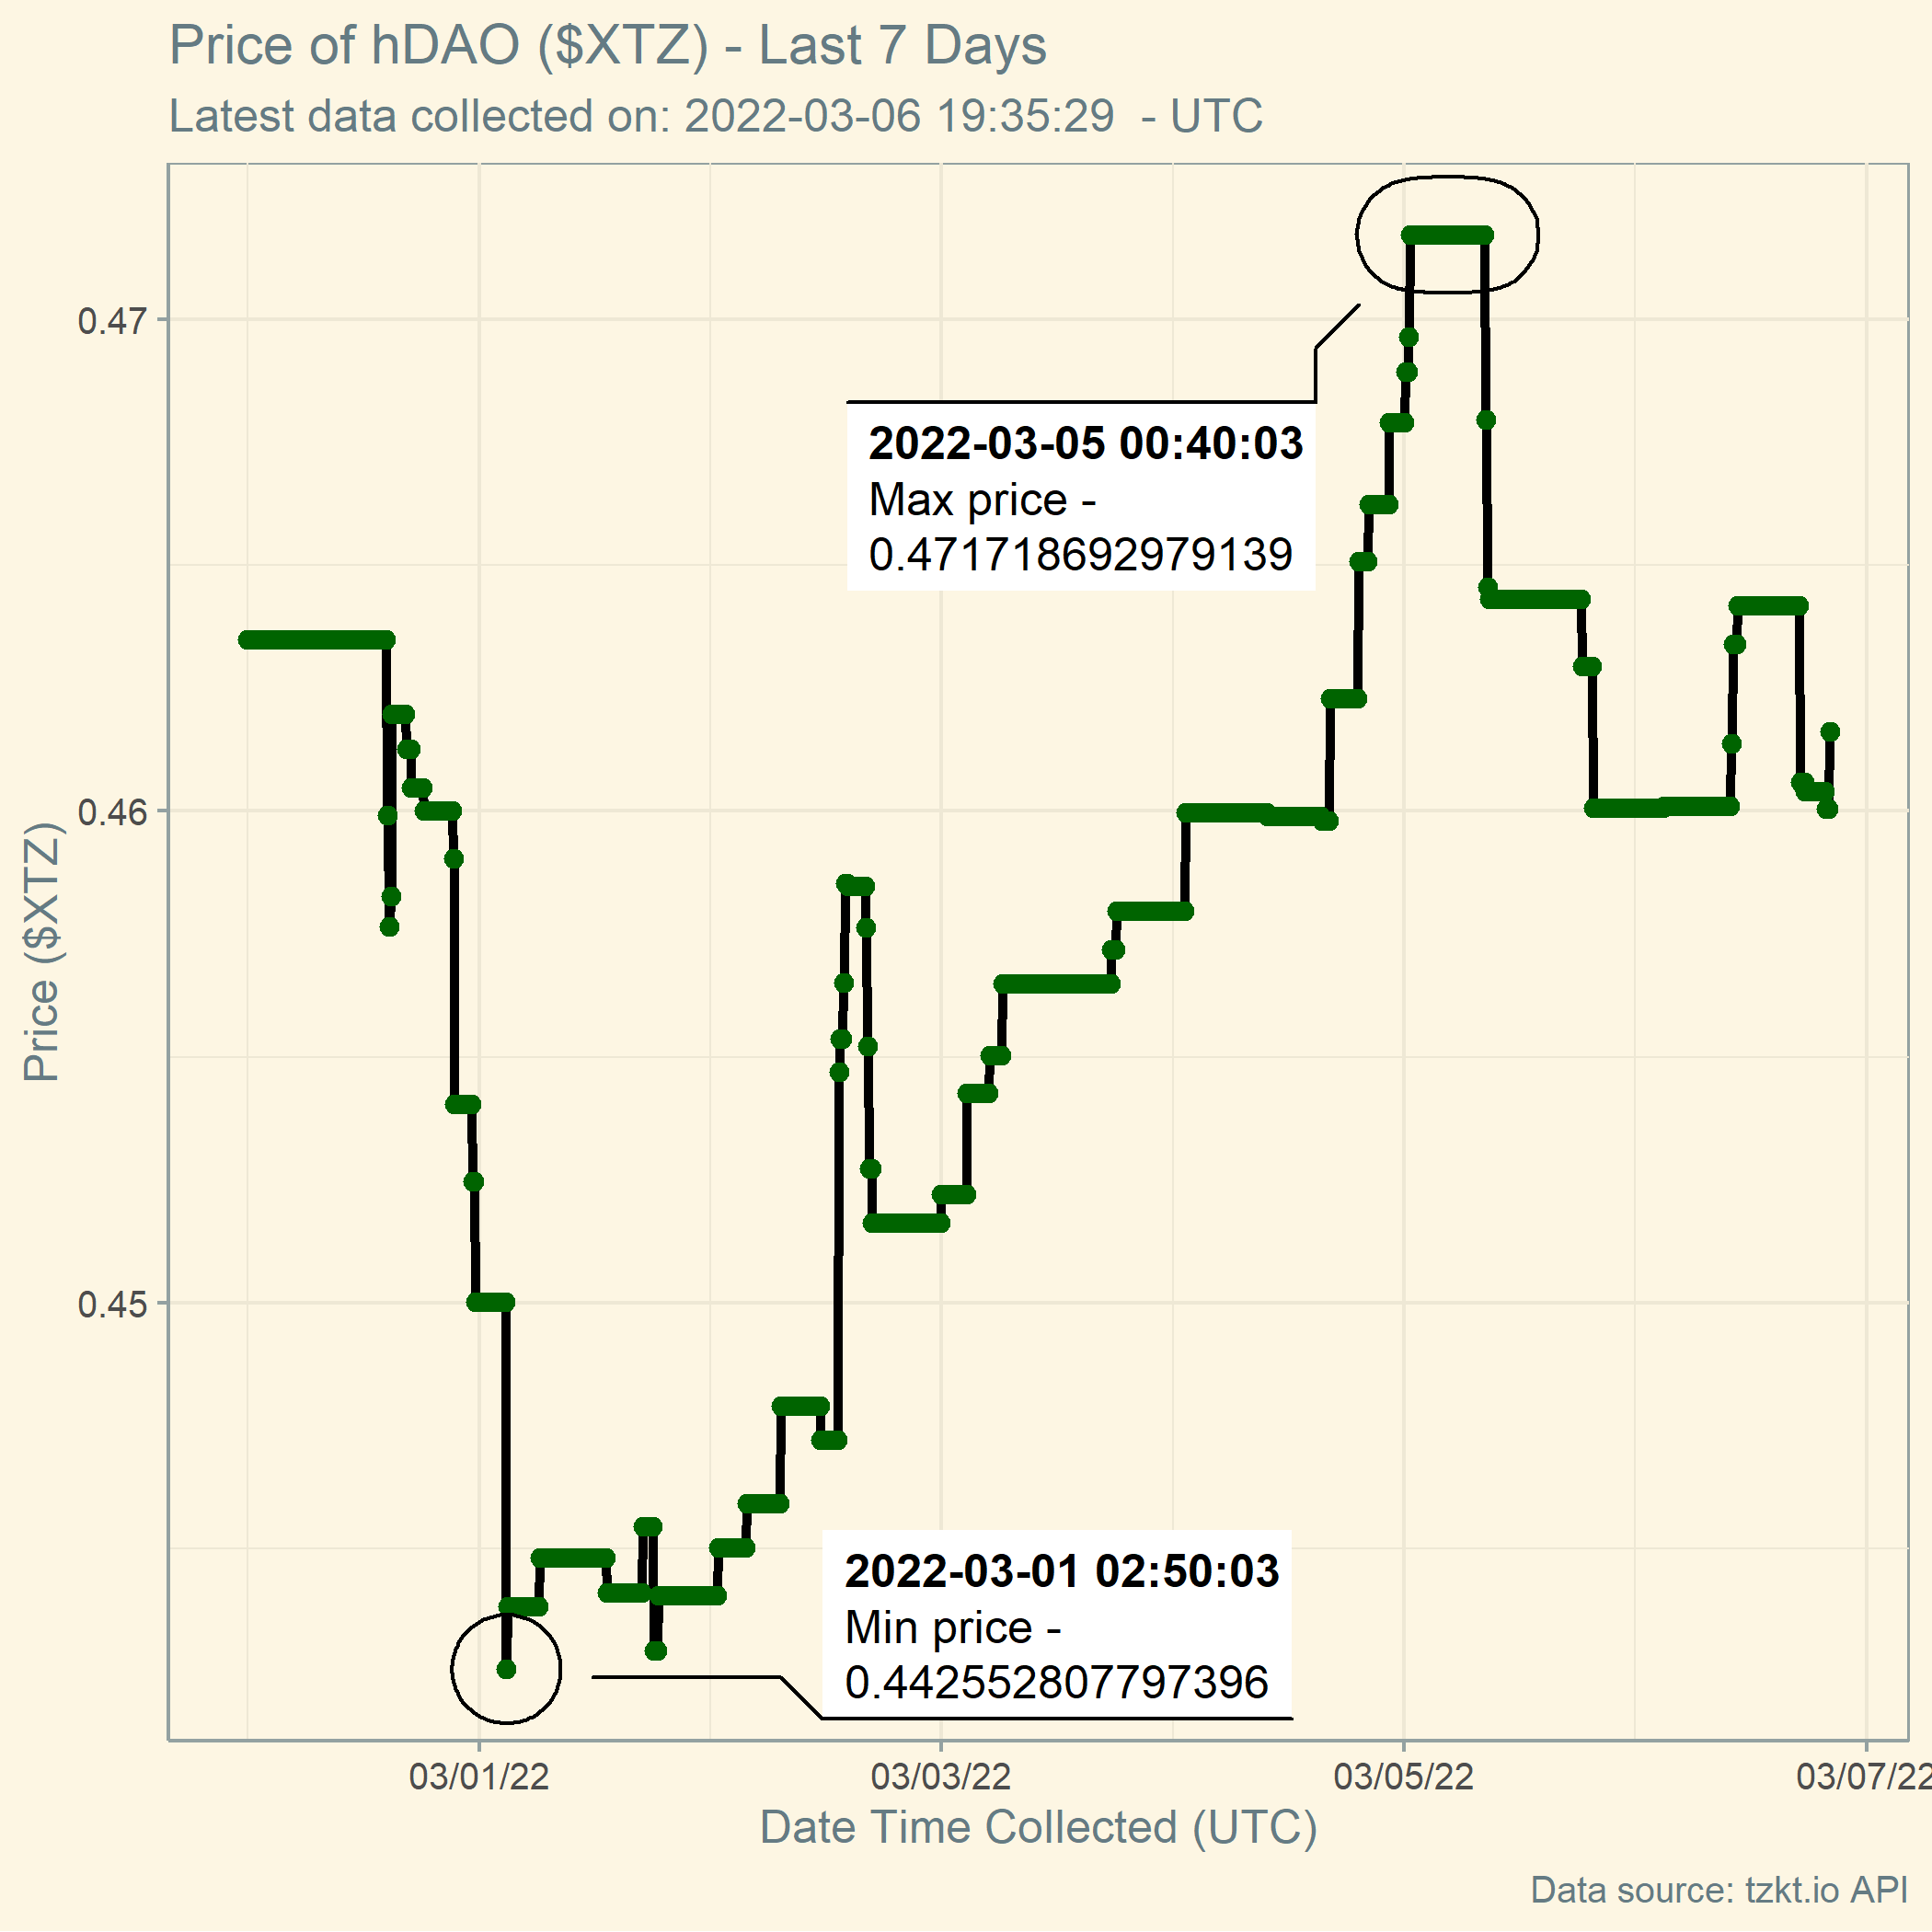 Price of hDAO ($XTZ) - Last 7 Days
Latest data collected on: 2022-03-06 19:35:29  - UTC
0.47
0.46
0.45
Price ($XTZ)
2022-03-05 00:40:03
Max price -
0.471718692979139
2022-03-01 02:50:03
Min price -
0.442552807797396
03/01/22
03/03/22
03/05/22
03/07/22
Date Time Collected (UTC)
Data source: tzkt.io API